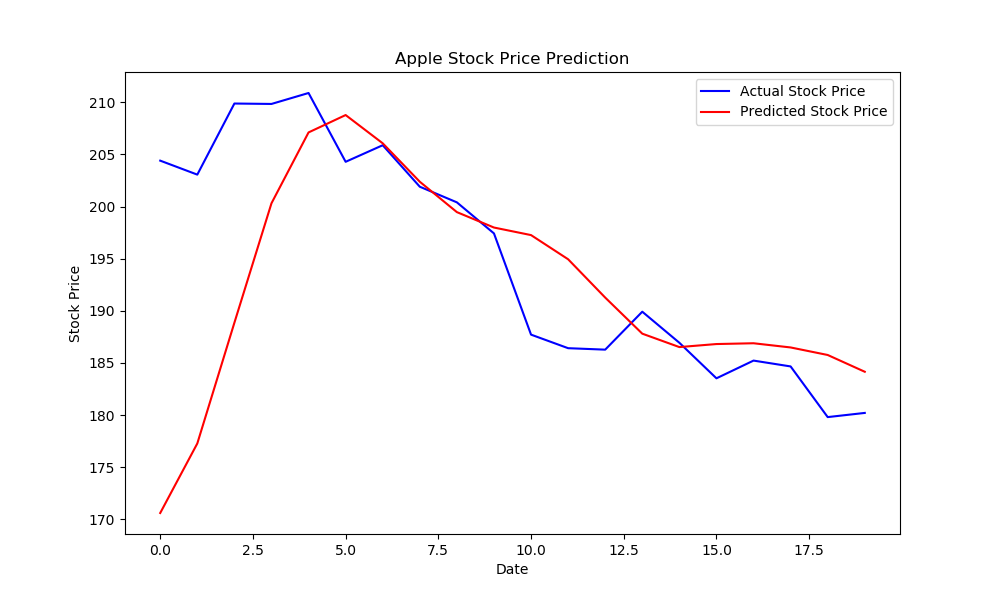 Apple Stock Price Prediction
Actual Stock Price
Predicted Stock Price
Stock Price
210
205
200
195
190
185
180
175
170
0.0 2.5 5.0 7.5 10.0 12.5 15.0 17.5
Date